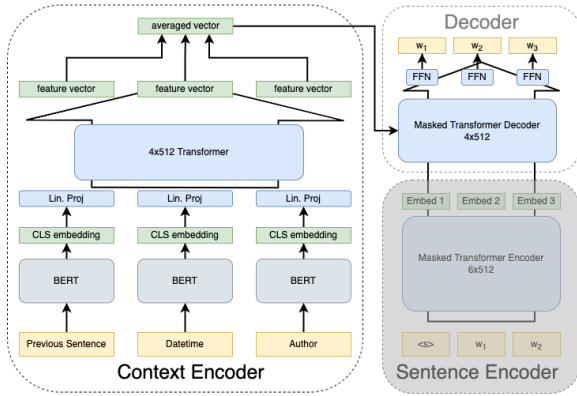 averaged vector
feature vector
feature vector
feature vector
4x512 Transformer
Lin. Proj
Lin. Proj
Lin. Proj
CLS embedding
CLS embedding
CLS embedding
BERT
BERT
BERT
Previous Sentence
Datetime
Author
Context Encoder
Decoder
w1
w2
w3
FFN
FFN
FFN
Masked Transformer Decoder
4x512
Embed 1
Embed 2
Embed 3
Masked Transformer Encoder
6x512
<s>
w1
w2
Sentence Encoder